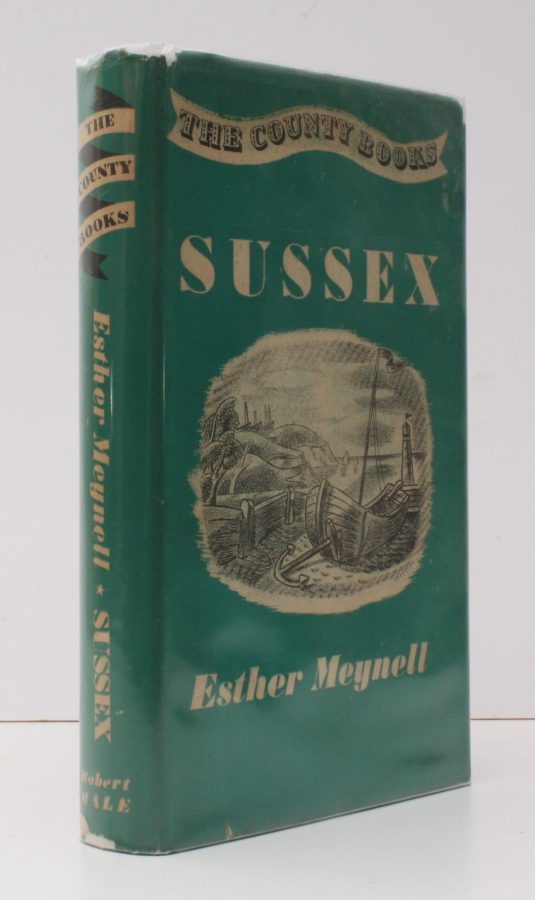 THE COUNTY BOOKS
SUSSEX
Esther Meynell
THE
COUNTY
BOOKS
Esther Meynell * SUSSEX
Robert
HALE